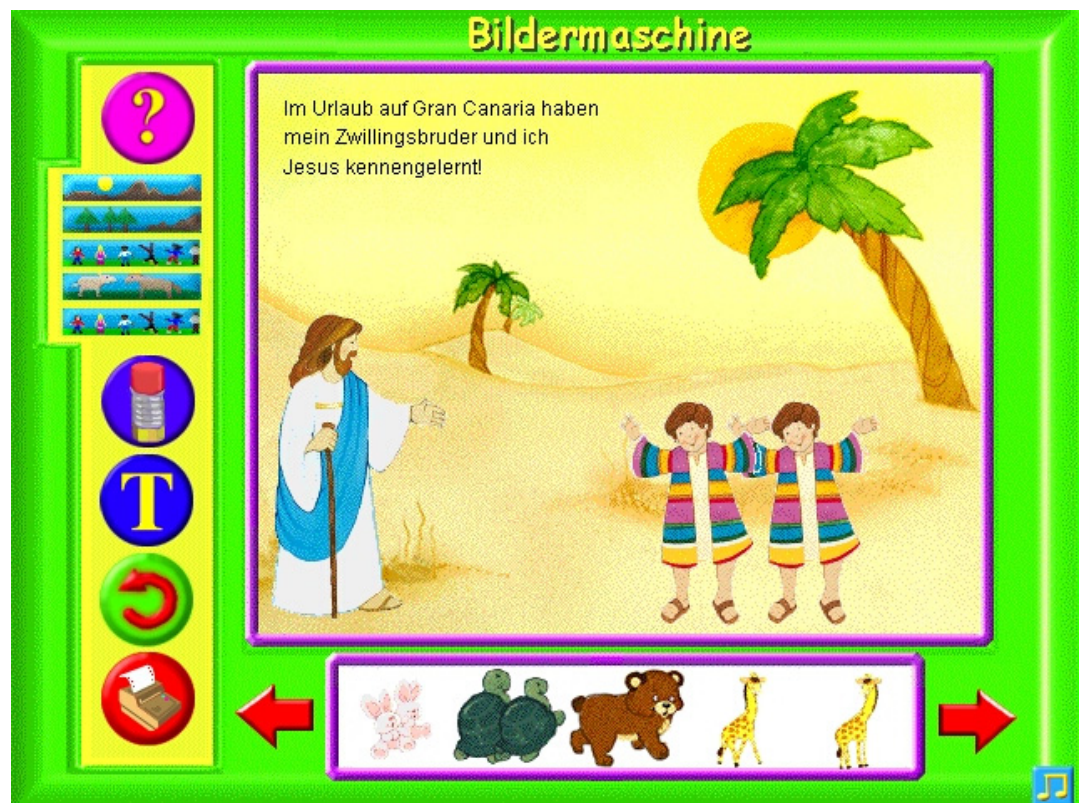 Bildermaschine
Im Urlaub auf Gran Canaria haben
mein Zwillingsbruder und ich
Jesus kennengelernt!
?
T